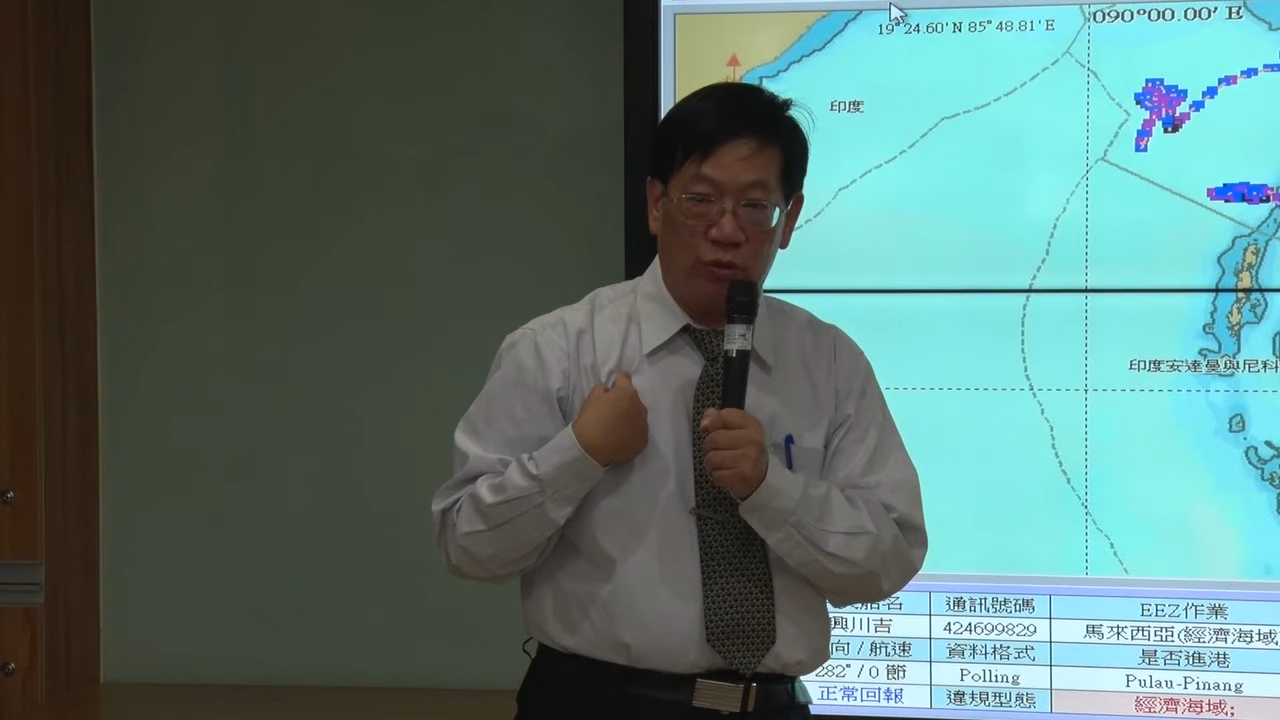 19°24.60'N 85°48.81'E
090°00.00' E
印度
印度安達曼與尼科
船名
通訊號碼
EEZ作業
興川吉
424699829
馬來西亞(經濟海域
向 / 航速
資料格式
是否進港
282° / 0 節
Polling
Pulau-Pinang
正常回報
違規型態
經濟海域;